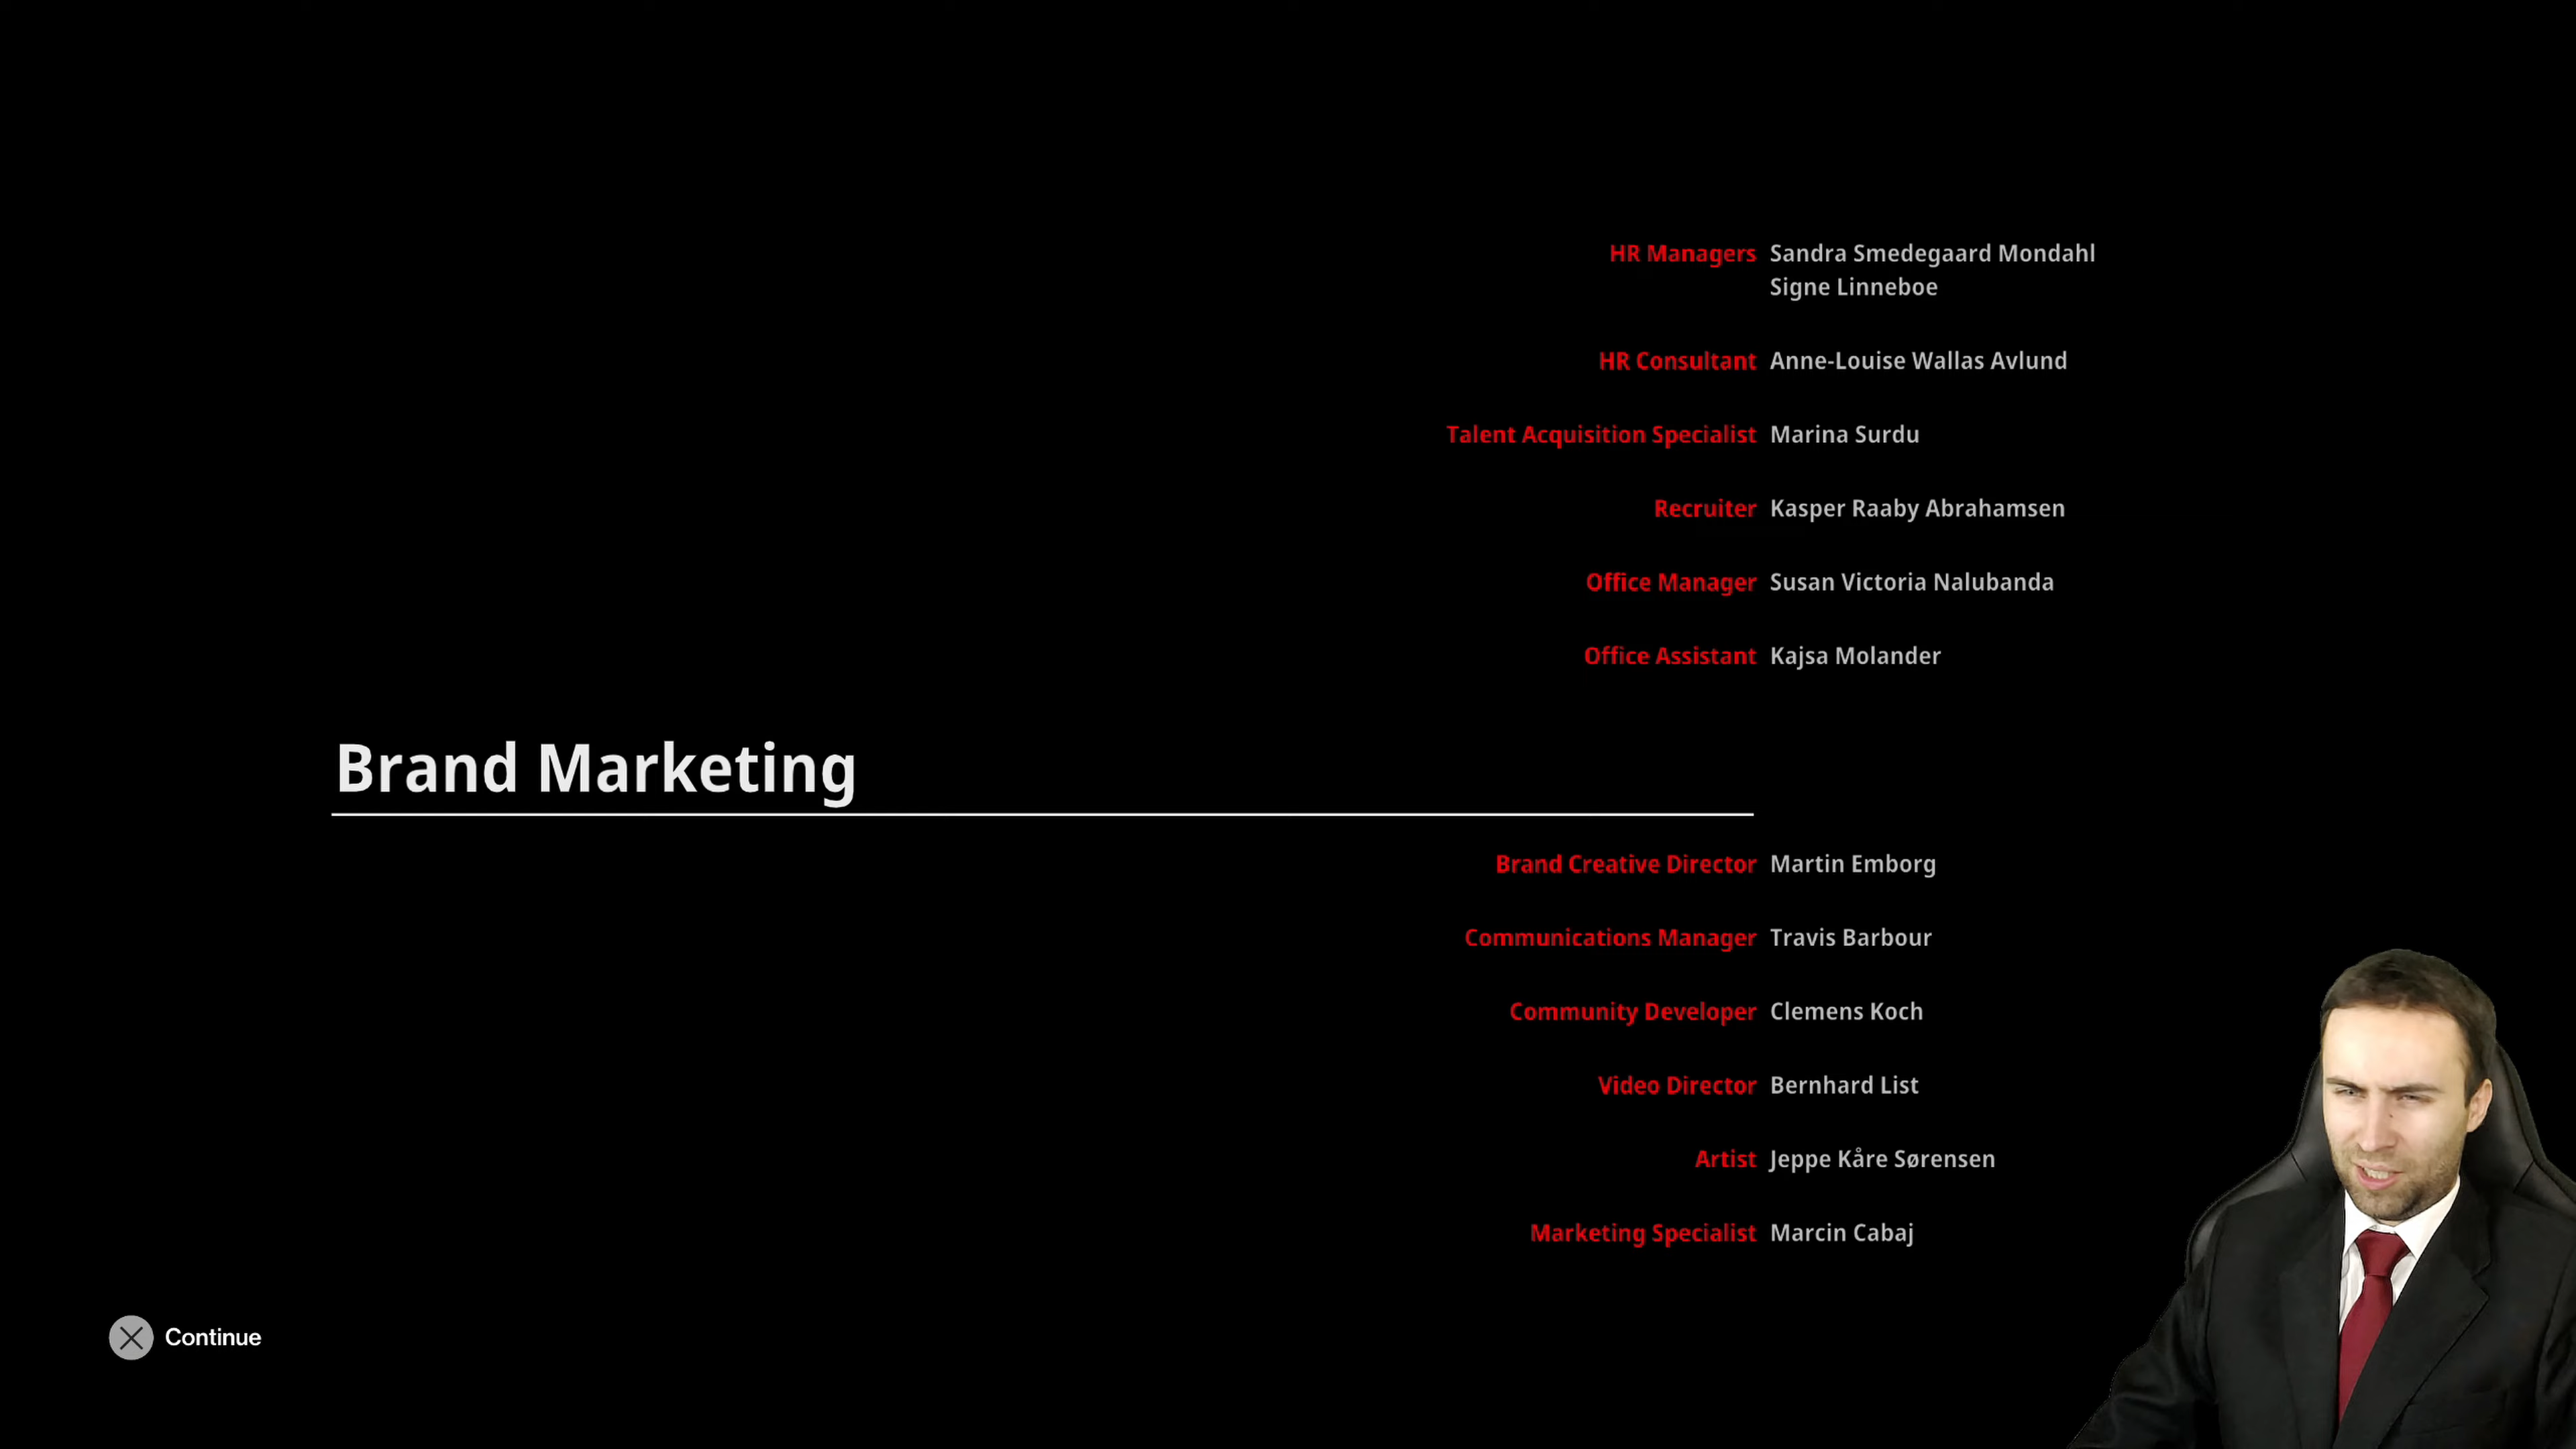 HR Managers Sandra Smedegaard Mondahl
Signe Linneboe
HR Consultant Anne-Louise Wallas Avlund
Talent Acquisition Specialist Marina Surdu
Recruiter Kasper Raaby Abrahamsen
Office Manager Susan Victoria Nalubanda
Office Assistant Kajsa Molander
Brand Marketing
Brand Creative Director Martin Emborg
Communications Manager Travis Barbour
Community Developer Clemens Koch
Video Director Bernhard List
Artist Jeppe Kåre Sørensen
Marketing Specialist Marcin Cabaj
Continue